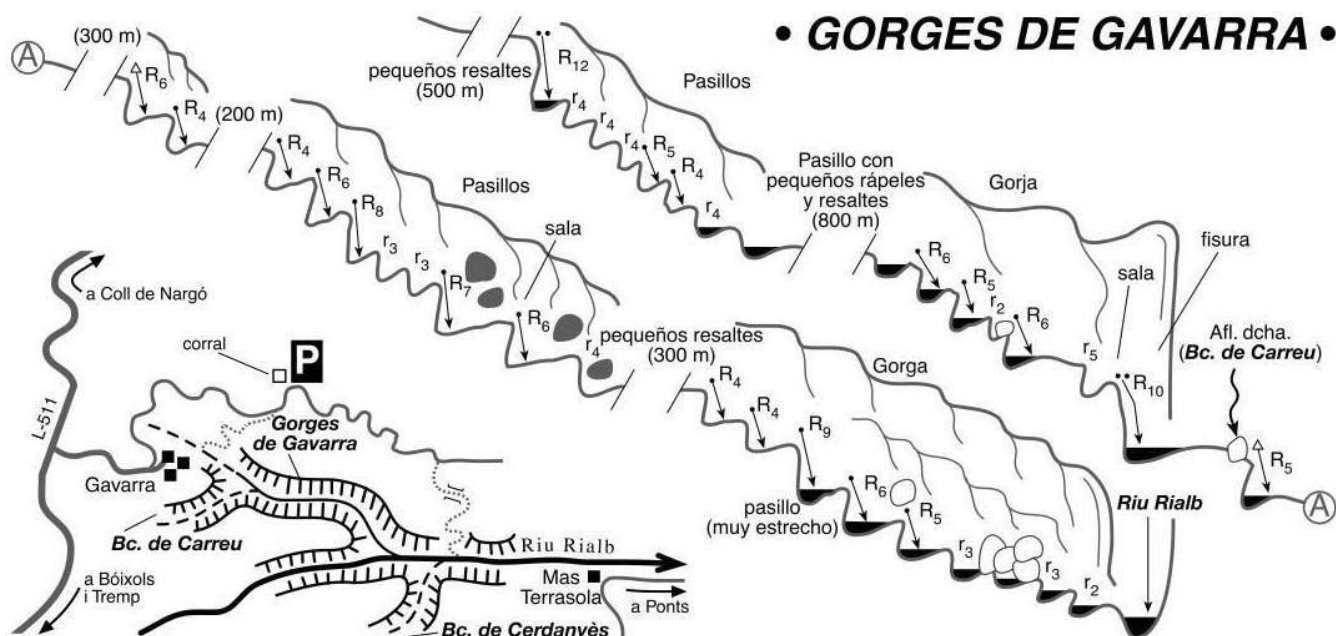 • GORGES DE GAVARRA •
pequeños resaltes
(500 m)
R12
r4
r4
r4
R5
R4
r4
Pasillos
Pasillo con
pequeños rápeles
y resaltes
(800 m)
R6
R5
r2
R6
Gorja
r5
sala
R10
fisura
Afl. dcha.
(Bc. de Carreu)
R5
A
A
(300 m)
R6
R4
(200 m)
R4
R6
R8
r3
r3
R7
Pasillos
sala
R6
r4
pequeños resaltes
(300 m)
R4
R4
R9
pasillo
(muy estrecho)
R6
R5
Gorga
r3
r3
r2
Riu Rialb
a Coll de Nargó
L-511
corral
P
Gorges
de Gavarra
Gavarra
Bc. de Carreu
a Bóixols
i Tremp
Riu Rialb
Mas
Terrasola
a Ponts
Bc. de Cerdanyès